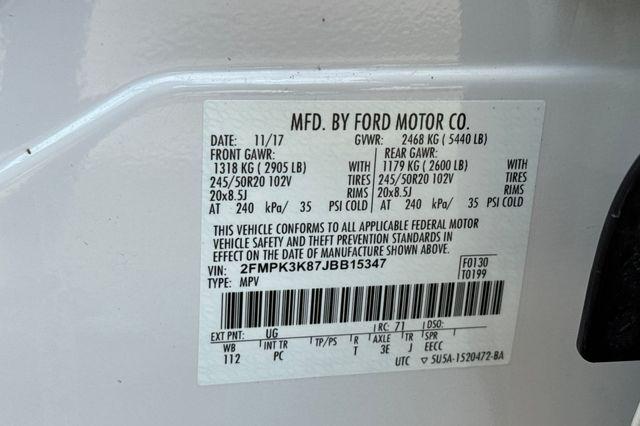 MFD. BY FORD MOTOR CO.
DATE: 11/17 GVWR: 2468 KG ( 5440 LB)
FRONT GAWR: REAR GAWR:
1318 KG ( 2905 LB) WITH 1179 KG ( 2600 LB) WITH
245/50R20 102V TIRES 245/50R20 102V TIRES
20x8.5J RIMS 20x8.5J RIMS
AT 240 kPa/ 35 PSI COLD AT 240 kPa/ 35 PSI COLD
THIS VEHICLE CONFORMS TO ALL APPLICABLE FEDERAL MOTOR
VEHICLE SAFETY AND THEFT PREVENTION STANDARDS IN
EFFECT ON THE DATE OF MANUFACTURE SHOWN ABOVE.
VIN: 2FMPK3K87JBB15347 F0130
TYPE: MPV T0199
EXT PNT: UG RC: 71 DSO:
WB INT TR TP/PS R AXLE TR SPR
112 PC T 3E J EECC
UTC ▽ 5U5A-1520472-BA